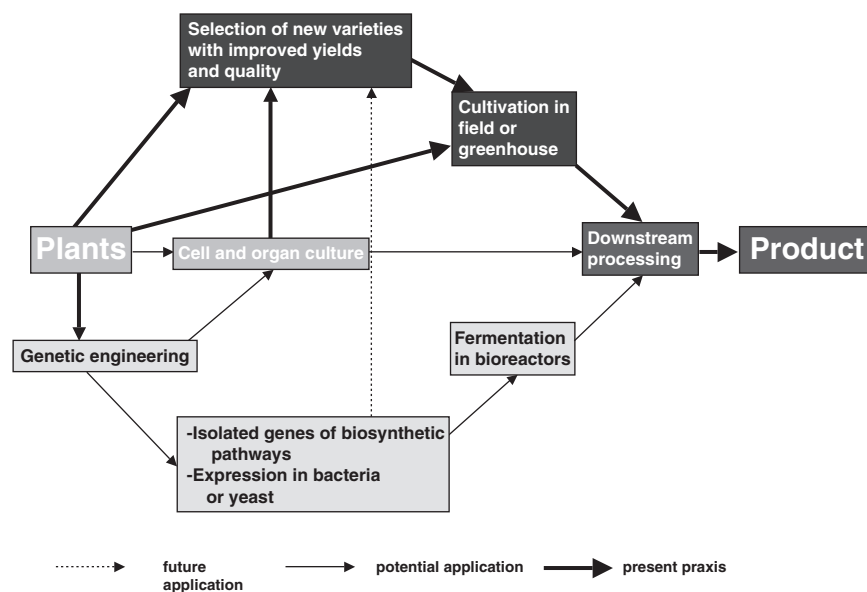 Selection of new varieties
with improved yields
and quality
Cultivation in
field or
greenhouse
Plants
Cell and organ culture
Downstream
processing
Product
Genetic engineering
Fermentation
in bioreactors
-Isolated genes of biosynthetic
pathways
-Expression in bacteria
or yeast
future
application
potential application
present praxis